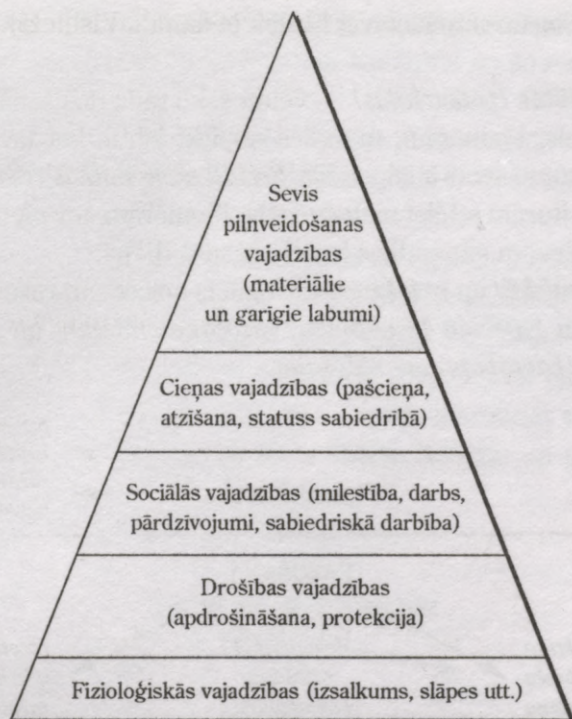 Sevis
pilnveidošanas
vajadzības
(materiālie
un garīgie labumi)
Cieņas vajadzības (pašcieņa,
atzīšana, statuss sabiedrībā)
Sociālās vajadzības (mīlestība, darbs,
pārdzīvojumi, sabiedriskā darbība)
Drošības vajadzības
(apdrošināšana, protekcija)
Fizioloģiskās vajadzības (izsalkums, slāpes utt.)